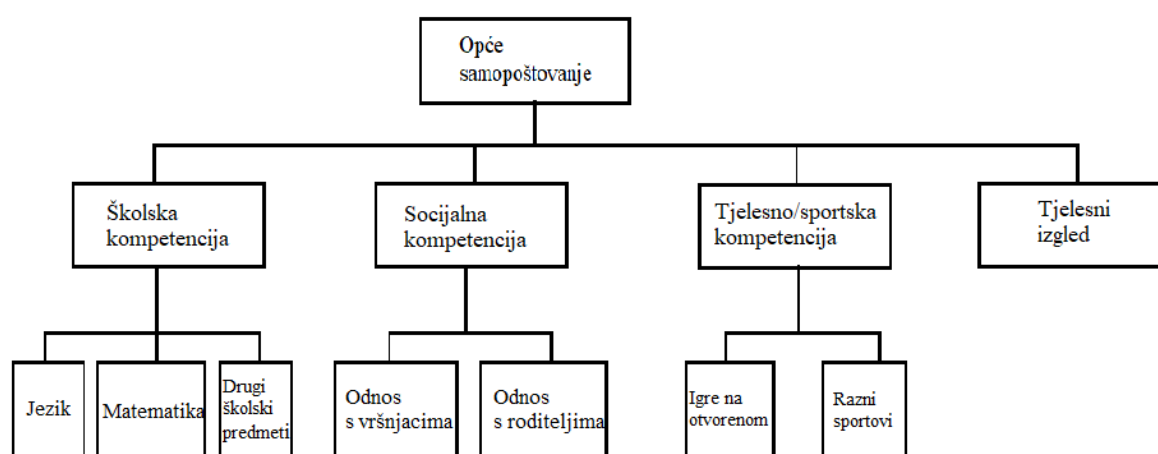 Opće
samopoštovanje
Školska
kompetencija
Socijalna
kompetencija
Tjelesno/sportska
kompetencija
Tjelesni
izgled
Jezik
Matematika
Drugi
školski
predmeti
Odnos
s vršnjacima
Odnos
s roditeljima
Igre na
otvorenom
Razni
sportovi